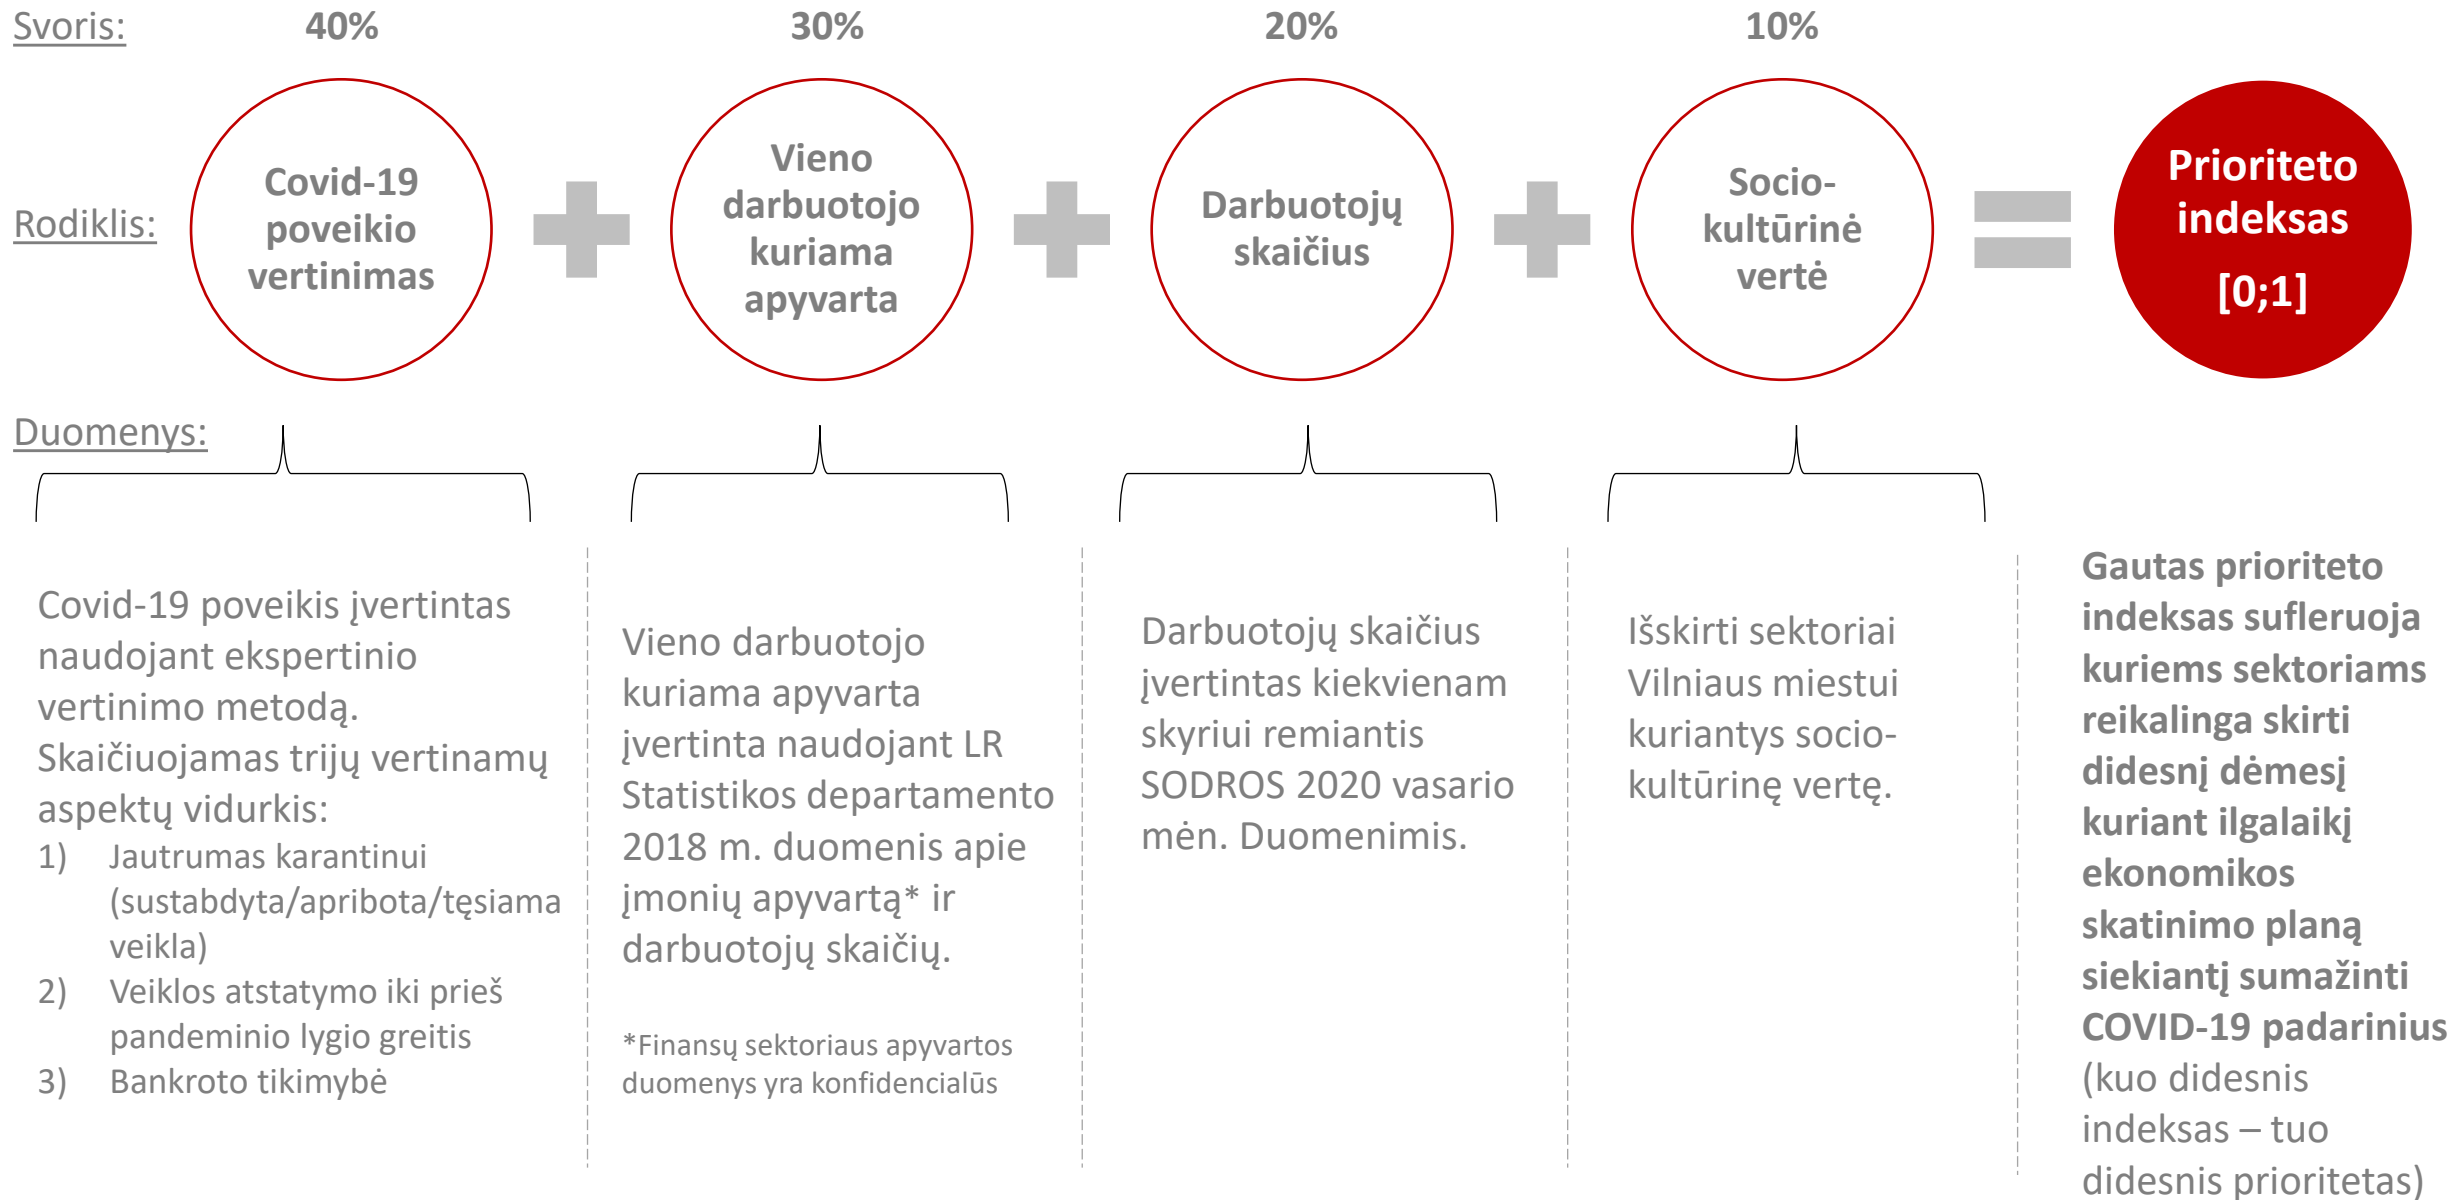 Svoris:
40%
30%
20%
10%
Rodiklis:
Covid-19
poveikio
vertinimas
Vieno
darbuotojo
kuriama
apyvarta
Darbuotojų
skaičius
Socio-
kultūrinė
vertė
Prioriteto
indeksas
[0;1]
Duomenys:
Covid-19 poveikis įvertintas
naudojant ekspertinio
vertinimo metodą.
Skaičiuojamas trijų vertinamų
aspektų vidurkis:
1) Jautrumas karantinui
(sustabdyta/apribota/tęsiama
veikla)
2) Veiklos atstatymo iki prieš
pandeminio lygio greitis
3) Bankroto tikimybė
Vieno darbuotojo
kuriama apyvarta
įvertinta naudojant LR
Statistikos departamento
2018 m. duomenis apie
įmonių apyvartą* ir
darbuotojų skaičių.
*Finansų sektoriaus apyvartos
duomenys yra konfidencialūs
Darbuotojų skaičius
įvertintas kiekvienam
skyriui remiantis
SODROS 2020 vasario
mėn. Duomenimis.
Išskirti sektoriai
Vilniaus miestui
kuriantys socio-
kultūrinę vertę.
Gautas prioriteto
indeksas sufleruoja
kuriems sektoriams
reikalinga skirti
didesnį dėmesį
kuriant ilgalaikį
ekonomikos
skatinimo planą
siekiantį sumažinti
COVID-19 padarinius
(kuo didesnis
indeksas – tuo
didesnis prioritetas)